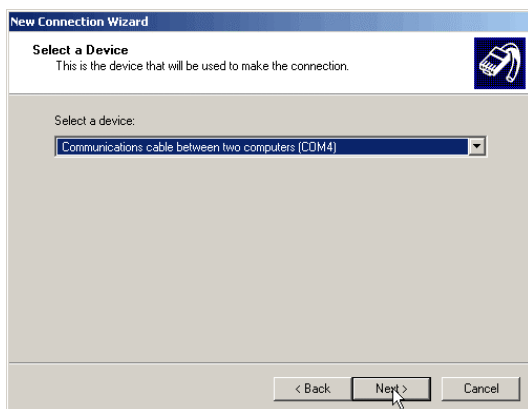 New Connection Wizard
Select a Device
This is the device that will be used to make the connection.
Select a device:
Communications cable between two computers (COM4)
< Back Next > Cancel